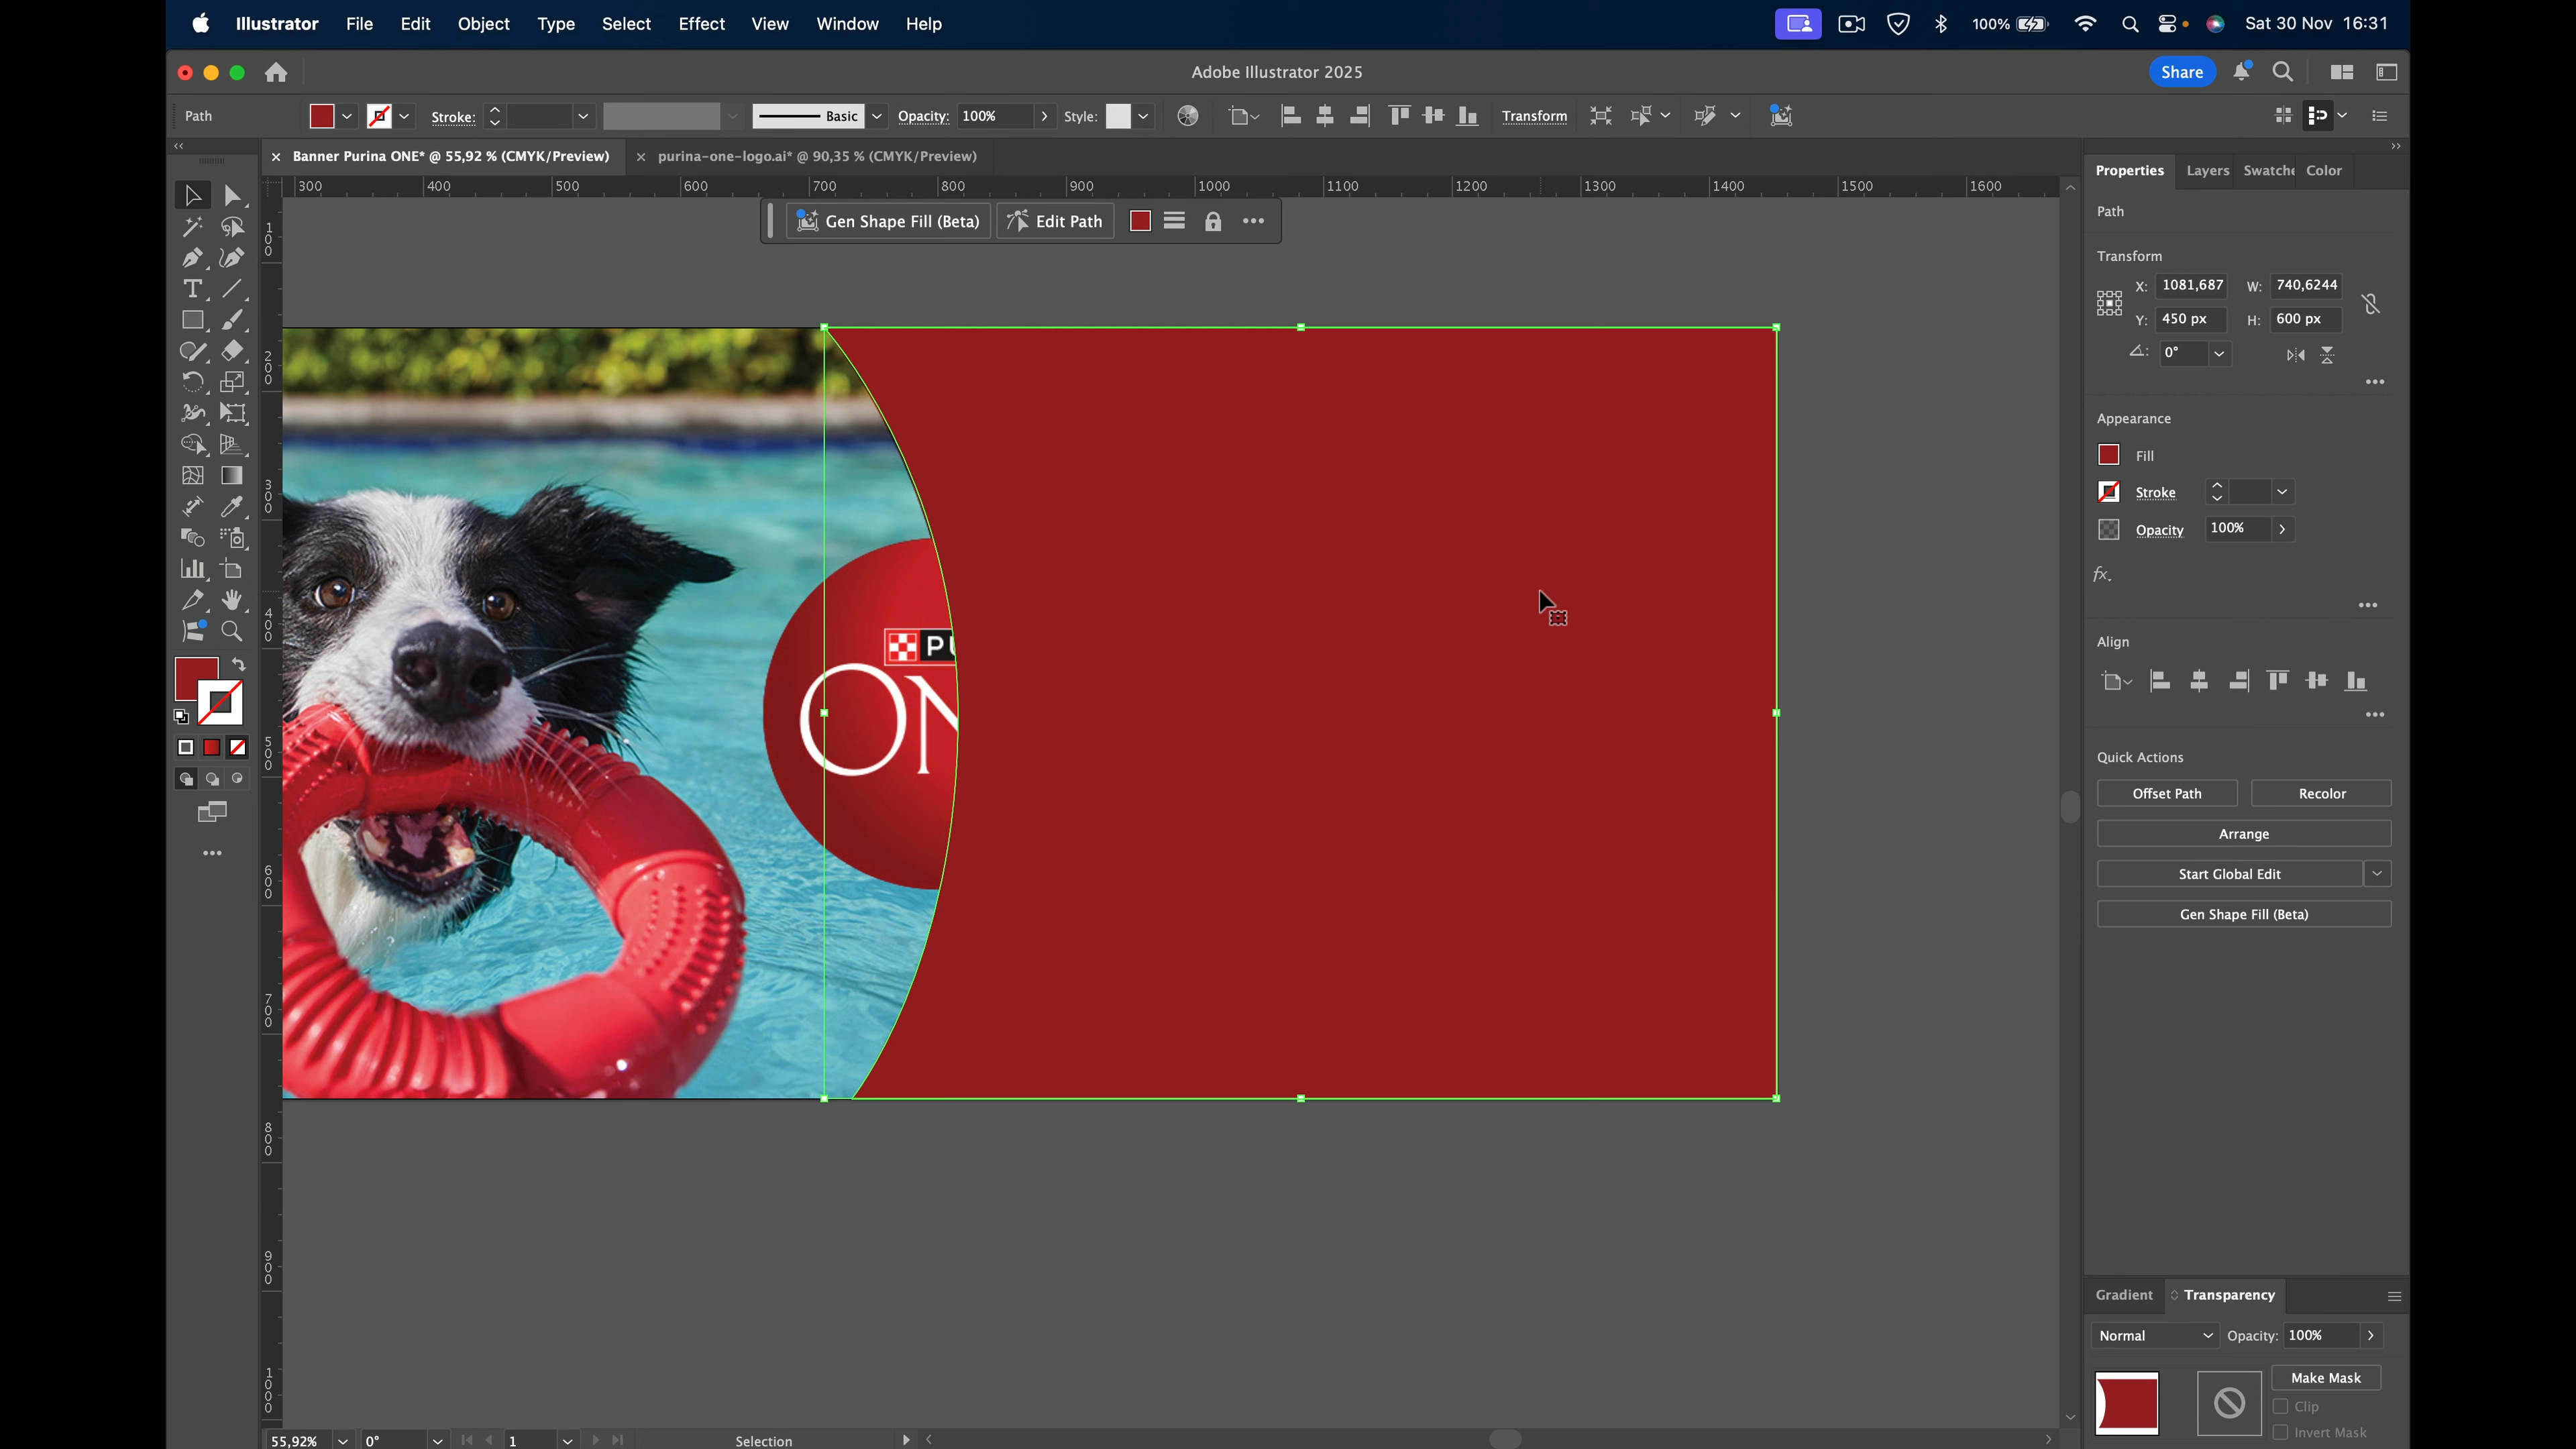 Illustrator File Edit Object Type Select Effect View Window Help 100% Sat 30 Nov 16:31
Adobe Illustrator 2025 Share
Path Stroke: Basic Opacity: 100% Style: Transform
Banner Purina ONE* @ 55,92 % (CMYK/Preview) purina-one-logo.ai* @ 90,35 % (CMYK/Preview)
Properties Layers Swatche Color
300 400 500 600 700 800 900 1000 1100 1200 1300 1400 1500 1600
Gen Shape Fill (Beta) Edit Path
Path
Transform
X: 1081,687 W: 740,6244
Y: 450 px H: 600 px
0°
Appearance
Fill
Stroke
Opacity 100%
fx
Align
Quick Actions
Offset Path Recolor
Arrange
Start Global Edit
Gen Shape Fill (Beta)
100
200
300
400
500
600
700
800
900
1000
PU
ON
Gradient Transparency
Normal Opacity: 100%
Make Mask
Clip
Invert Mask
55,92% 0° 1 Selection